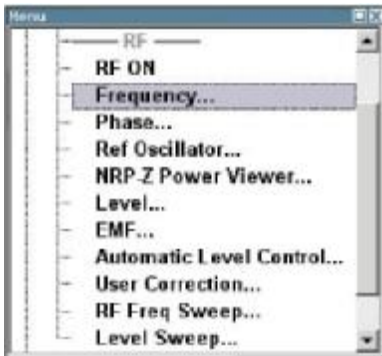 Menu
RF
RF ON
Frequency...
Phase...
Ref Oscillator...
NRP-Z Power Viewer...
Level...
EMF...
Automatic Level Control...
User Correction...
RF Freq Sweep...
Level Sweep...